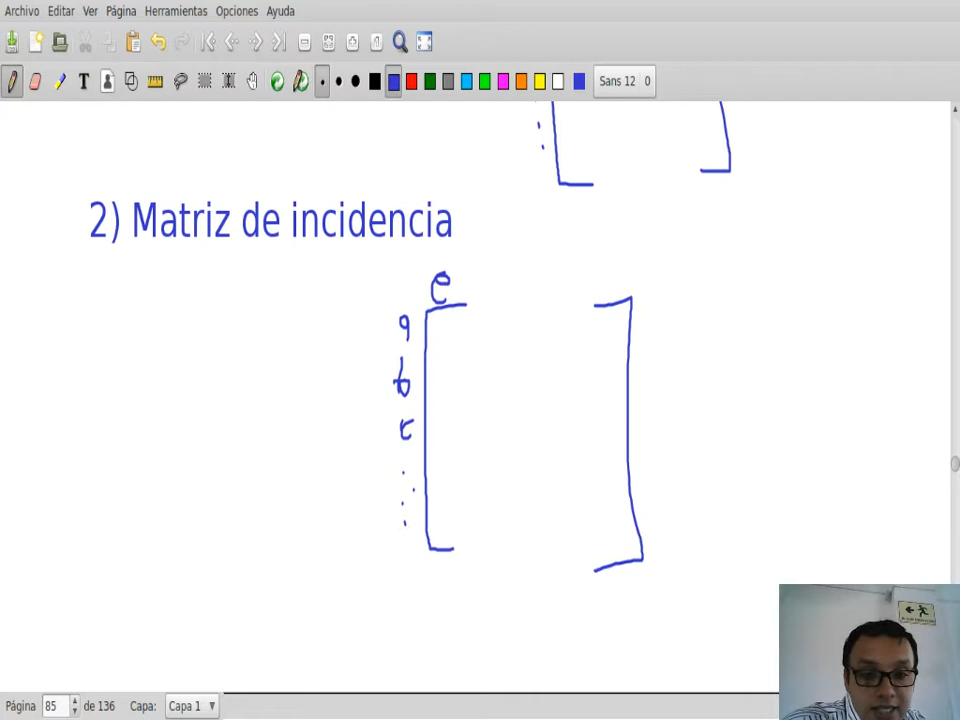 Archivo Editar Ver Página Herramientas Opciones Ayuda
Sans 12 0
2) Matriz de incidencia
e
a
b
c
Página 85 de 136 Capa: Capa 1